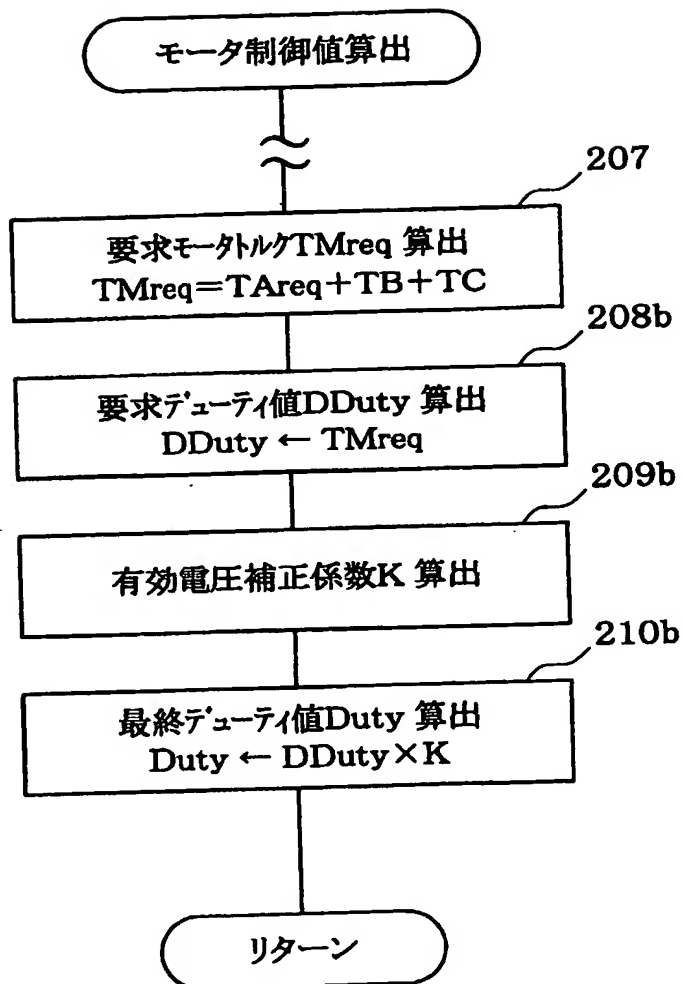 モータ制御値算出
207
要求モータトルクTMreq 算出
TMreq=TAreq+TB+TC
208b
要求デューティ値DDuty 算出
DDuty ← TMreq
209b
有効電圧補正係数K 算出
210b
最終デューティ値Duty 算出
Duty ← DDuty×K
リターン